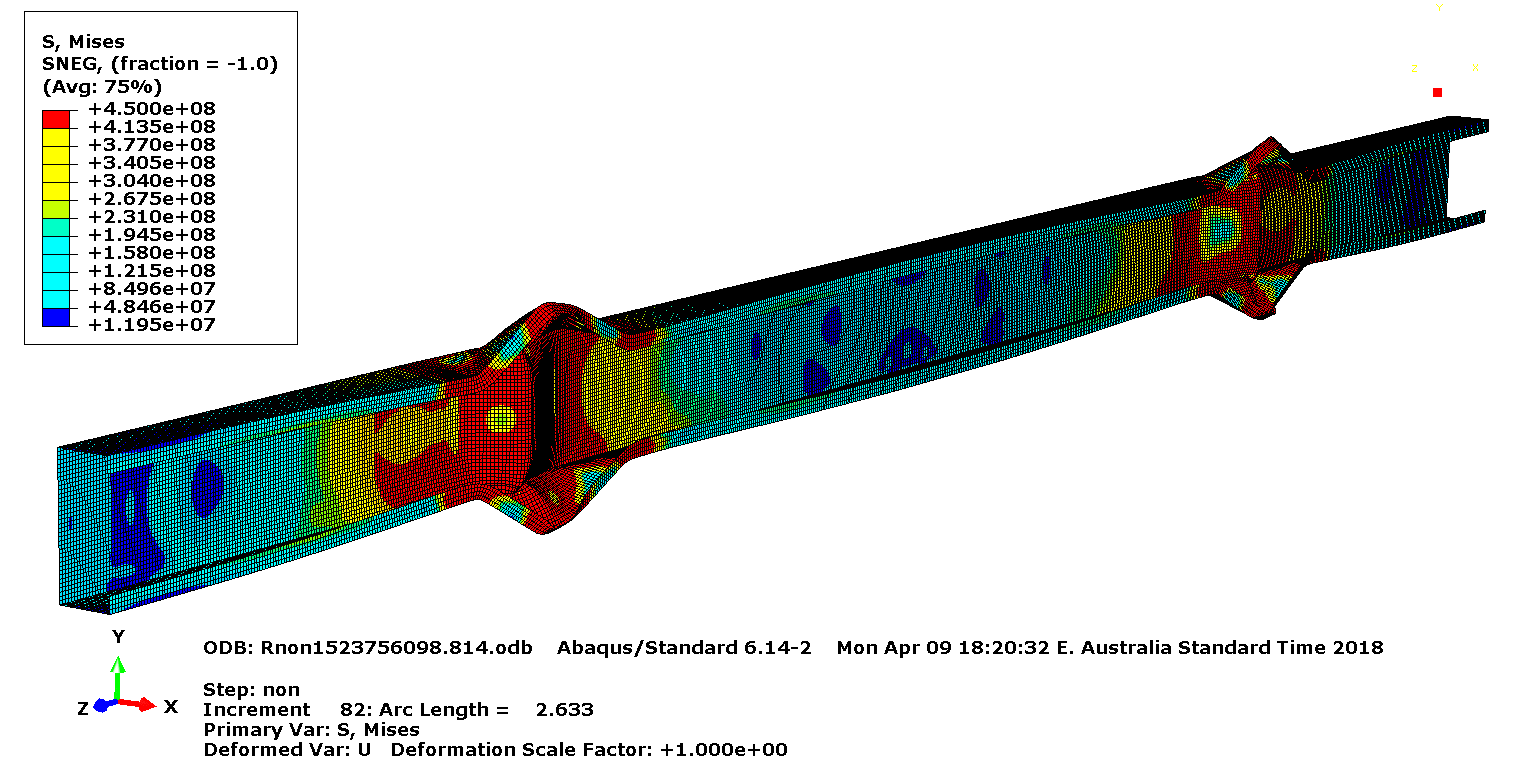 S, Mises
SNEG, (fraction = -1.0)
(Avg: 75%)
+4.500e+08
+4.135e+08
+3.770e+08
+3.405e+08
+3.040e+08
+2.675e+08
+2.310e+08
+1.945e+08
+1.580e+08
+1.215e+08
+8.496e+07
+4.846e+07
+1.195e+07
Y
Z X
Y
Z X
ODB: Rnon1523756098.814.odb Abaqus/Standard 6.14-2 Mon Apr 09 18:20:32 E. Australia Standard Time 2018
Step: non
Increment 82: Arc Length = 2.633
Primary Var: S, Mises
Deformed Var: U Deformation Scale Factor: +1.000e+00